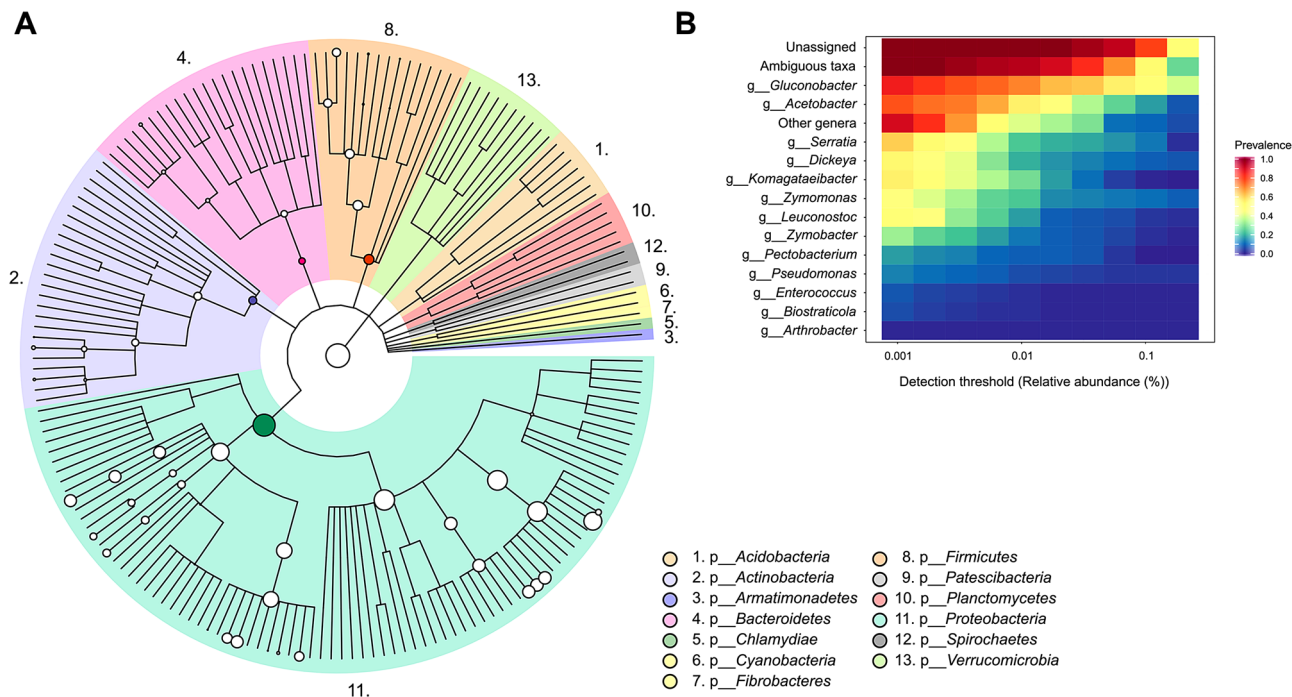 A
8.
4.
13.
1.
10.
12.
9.
6.
7.
5.
3.
2.
11.
B
Unassigned
Ambiguous taxa
g__Gluconobacter
g__Acetobacter
Other genera
g__Serratia
g__Dickeya
g__Komagataeibacter
g__Zymomonas
g__Leuconostoc
g__Zymobacter
g__Pectobacterium
g__Pseudomonas
g__Enterococcus
g__Biostraticola
g__Arthrobacter
0.001 0.01 0.1
Detection threshold (Relative abundance (%))
Prevalence
1.0
0.8
0.6
0.4
0.2
0.0
1. p__Acidobacteria
2. p__Actinobacteria
3. p__Armatimonadetes
4. p__Bacteroidetes
5. p__Chlamydiae
6. p__Cyanobacteria
7. p__Fibrobacteres
8. p__Firmicutes
9. p__Patescibacteria
10. p__Planctomycetes
11. p__Proteobacteria
12. p__Spirochaetes
13. p__Verrucomicrobia